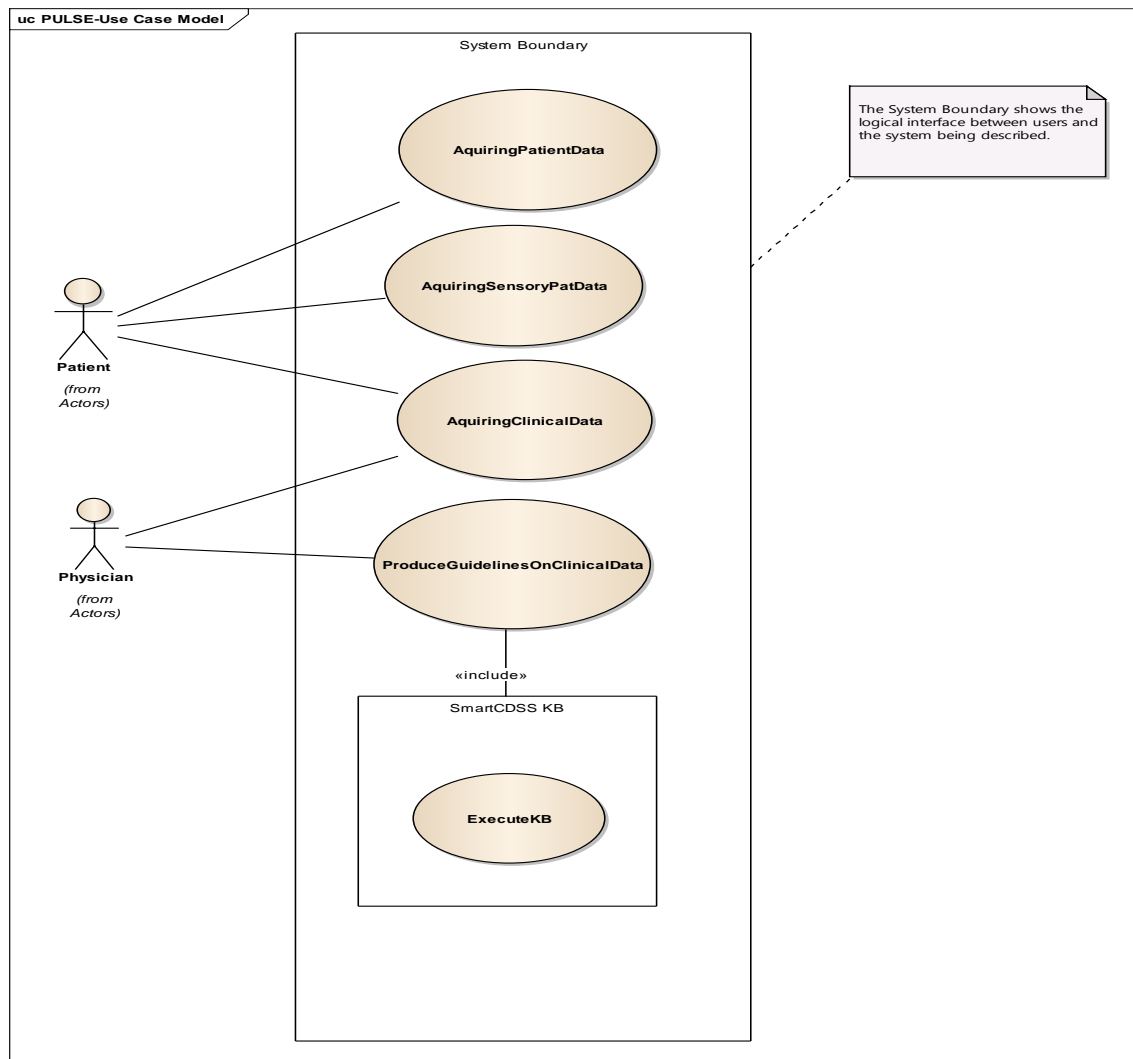 uc PULSE-Use Case Model
System Boundary
The System Boundary shows the
logical interface between users and
the system being described.
AquiringPatientData
AquiringSensoryPatData
Patient
(from
Actors)
AquiringClinicalData
Physician
(from
Actors)
ProduceGuidelinesOnClinicalData
«include»
SmartCDSS KB
ExecuteKB